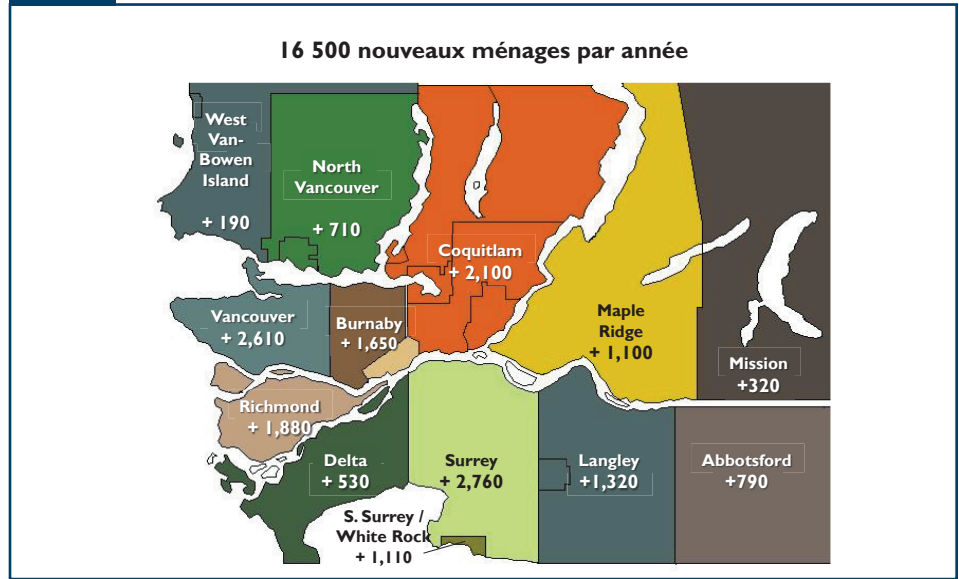 16 500 nouveaux ménages par année
West
Van-
Bowen
Island
+ 190
North
Vancouver
+ 710
Coquitlam
+ 2,100
Vancouver
+ 2,610
Burnaby
+ 1,650
Maple
Ridge
+ 1,100
Mission
+320
Richmond
+ 1,880
Delta
+ 530
Surrey
+ 2,760
Langley
+1,320
Abbotsford
+790
S. Surrey /
White Rock
+ 1,110